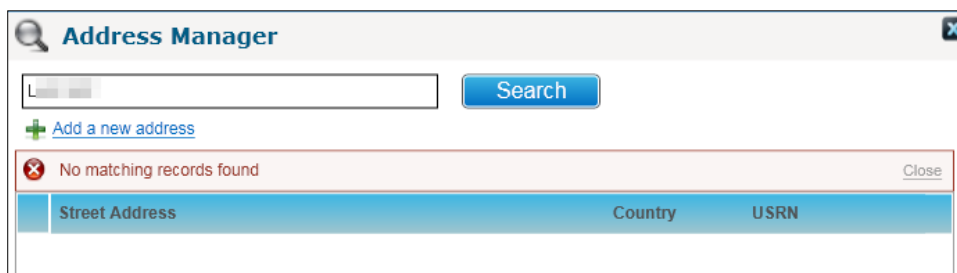 Address Manager
Search
Add a new address
No matching records found Close
Street Address Country USRN